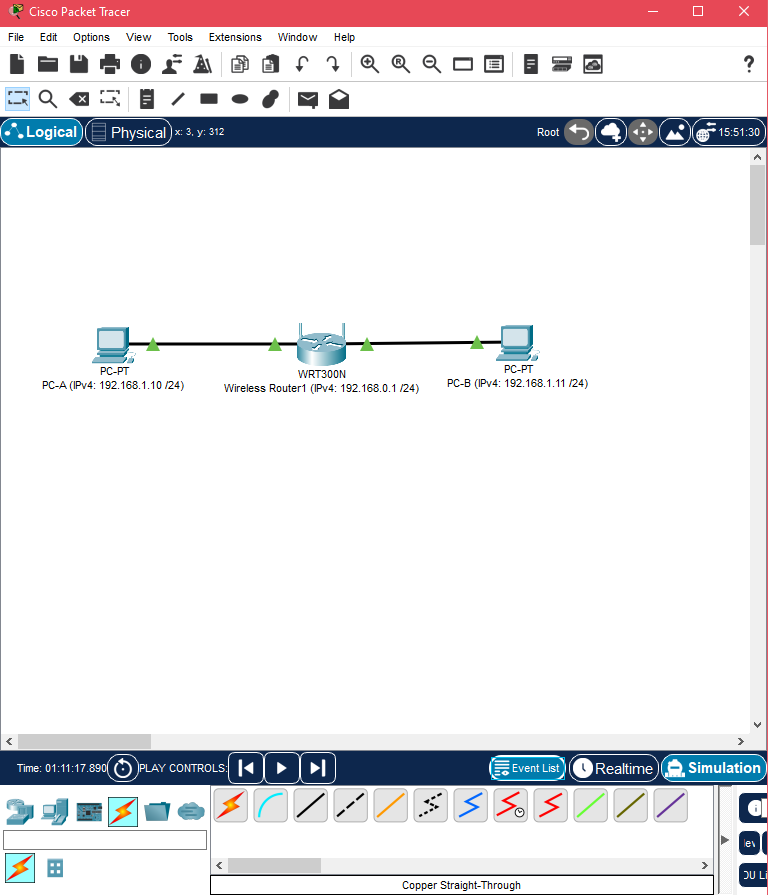 Cisco Packet Tracer
File Edit Options View Tools Extensions Window Help
Logical Physical x: 3, y: 312 Root 15:51:30
PC-PT
PC-A (IPv4: 192.168.1.10 /24)
WRT300N
Wireless Router1 (IPv4: 192.168.0.1 /24)
PC-PT
PC-B (IPv4: 192.168.1.11 /24)
Time: 01:11:17.890 PLAY CONTROLS: Event List Realtime Simulation
Copper Straight-Through